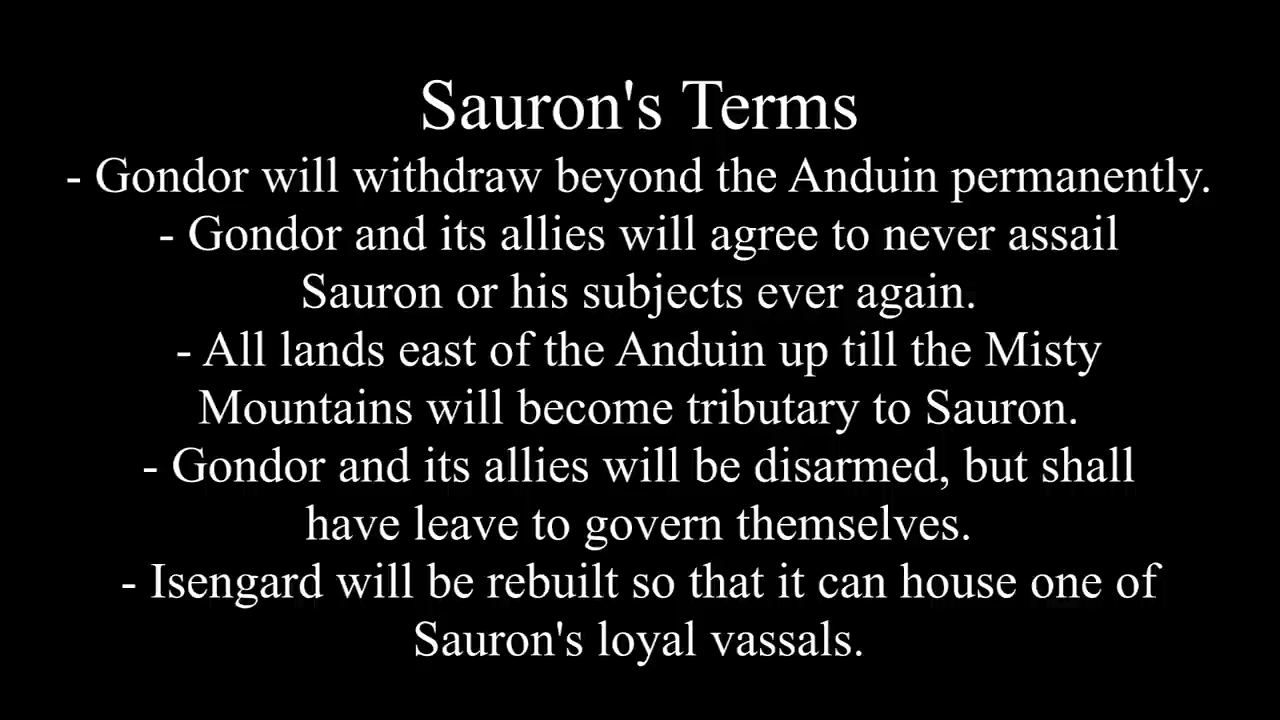 Sauron's Terms
- Gondor will withdraw beyond the Anduin permanently.
- Gondor and its allies will agree to never assail
Sauron or his subjects ever again.
- All lands east of the Anduin up till the Misty
Mountains will become tributary to Sauron.
- Gondor and its allies will be disarmed, but shall
have leave to govern themselves.
- Isengard will be rebuilt so that it can house one of
Sauron's loyal vassals.